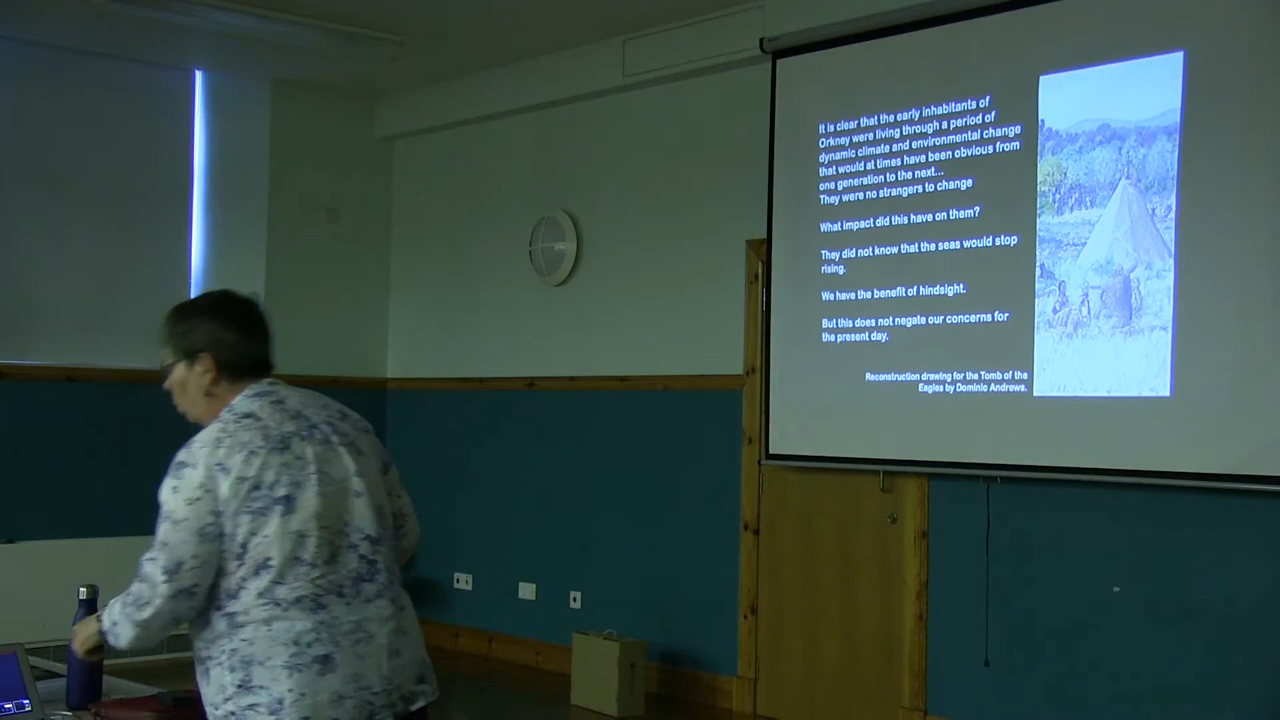 It is clear that the early inhabitants of
Orkney were living through a period of
dynamic climate and environmental change
that would at times have been obvious from
one generation to the next...
They were no strangers to change
What impact did this have on them?
They did not know that the seas would stop
rising.
We have the benefit of hindsight.
But this does not negate our concerns for
the present day.
Reconstruction drawing for the Tomb of the
Eagles by Dominic Andrews.